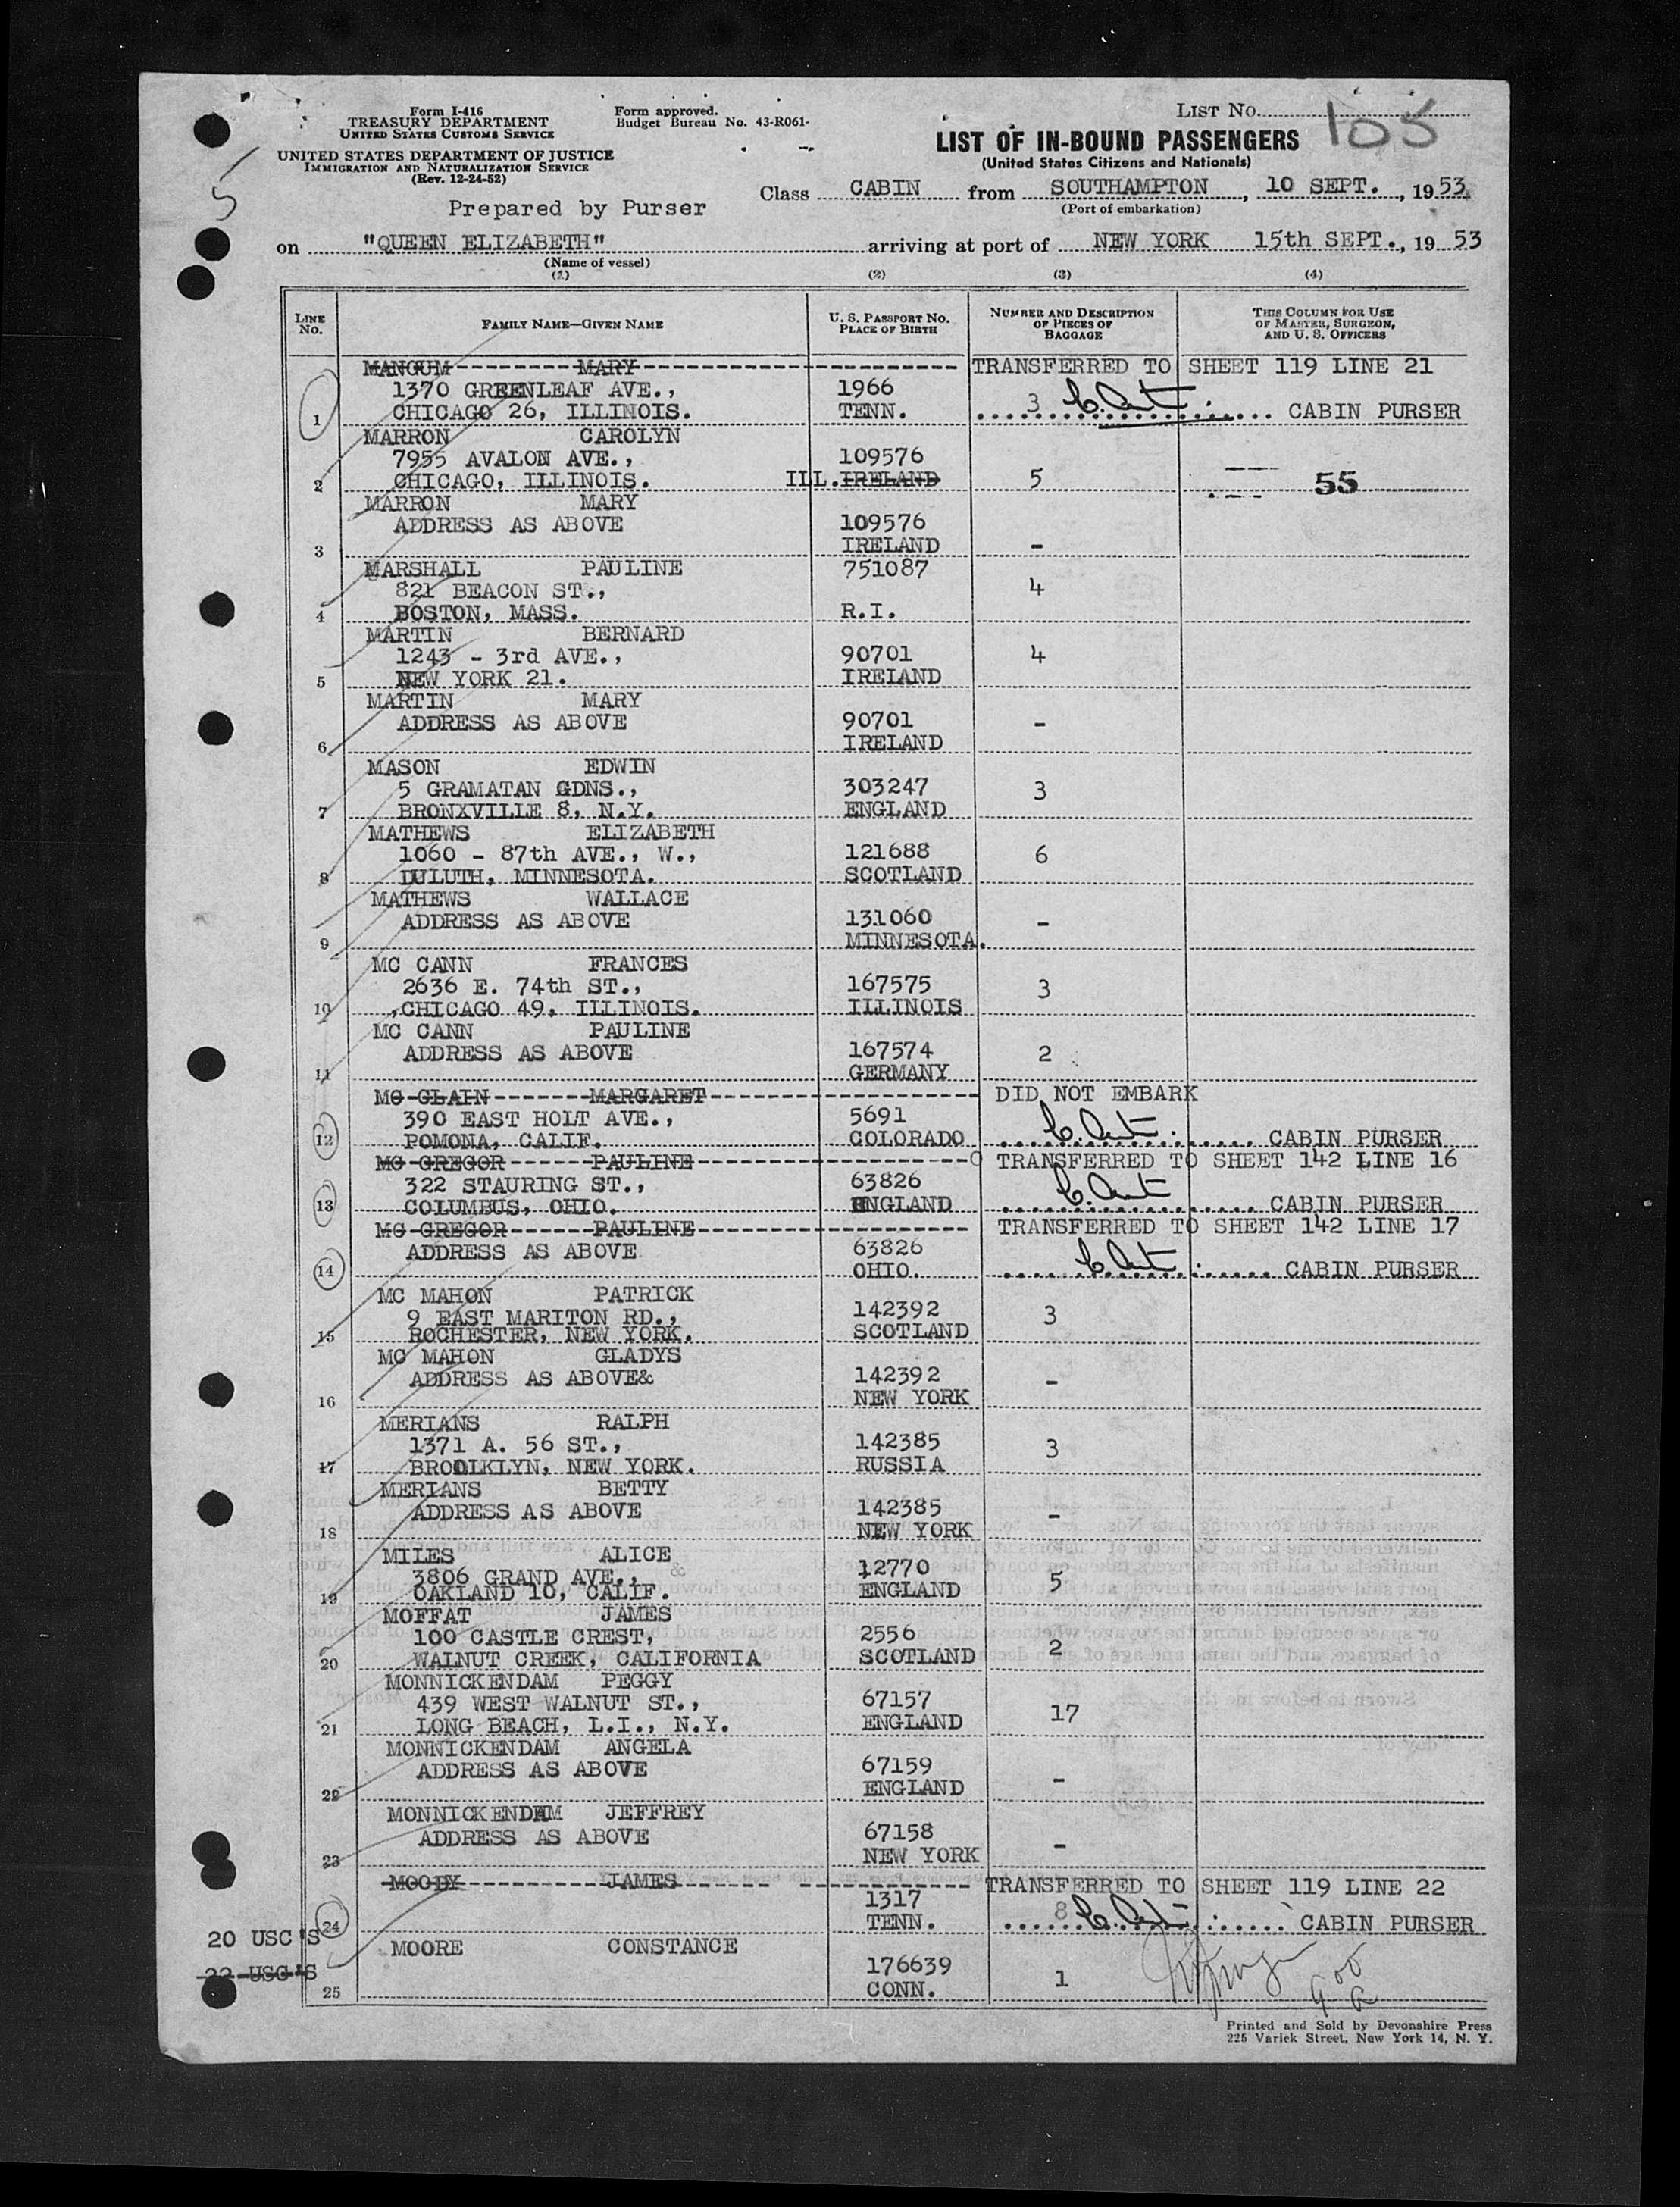 Form I-416
TREASURY DEPARTMENT
UNITED STATES CUSTOMS SERVICE
UNITED STATES DEPARTMENT OF JUSTICE
IMMIGRATION AND NATURALIZATION SERVICE
(Rev. 12-24-52)
Form approved.
Budget Bureau No. 43-R061-
LIST NO. 105
LIST OF IN-BOUND PASSENGERS
(United States Citizens and Nationals)
Class CABIN from SOUTHAMPTON, 10 SEPT., 1953
(Port of embarkation)
Prepared by Purser
on "QUEEN ELIZABETH" arriving at port of NEW YORK 15th SEPT., 1953
(Name of vessel)
(1) (2) (3) (4)
LINE NO. FAMILY NAME—GIVEN NAME U. S. PASSPORT NO. PLACE OF BIRTH NUMBER AND DESCRIPTION OF PIECES OF BAGGAGE THIS COLUMN FOR USE OF MASTER, SURGEON, AND U. S. OFFICERS
MANGUM MARY TRANSFERRED TO SHEET 119 LINE 21
1370 GREENLEAF AVE., 1966
1 CHICAGO 26, ILLINOIS. TENN. 3 CABIN PURSER
MARRON CAROLYN
7955 AVALON AVE., 109576
2 CHICAGO, ILLINOIS. ILL. IRELAND 5 55
MARRON MARY
ADDRESS AS ABOVE 109576
3 IRELAND -
MARSHALL PAULINE 751087
821 BEACON ST., 4
4 BOSTON, MASS. R.I.
MARTIN BERNARD
1243 - 3rd AVE., 90701 4
5 NEW YORK 21. IRELAND
MARTIN MARY
ADDRESS AS ABOVE 90701 -
6 IRELAND
MASON EDWIN
5 GRAMATAN GDNS., 303247 3
7 BRONXVILLE 8, N.Y. ENGLAND
MATHEWS ELIZABETH
1060 - 87th AVE., W., 121688 6
8 DULUTH, MINNESOTA. SCOTLAND
MATHEWS WALLACE
ADDRESS AS ABOVE 131060 -
9 MINNESOTA.
MC CANN FRANCES
2636 E. 74th ST., 167575 3
10 CHICAGO 49, ILLINOIS. ILLINOIS
MC CANN PAULINE
ADDRESS AS ABOVE 167574 2
11 GERMANY
MC CLAIN MARGARET DID NOT EMBARK
390 EAST HOLT AVE., 5691
12 POMONA, CALIF. COLORADO CABIN PURSER
MC GREGOR PAULINE TRANSFERRED TO SHEET 142 LINE 16
322 STAURING ST., 63826
13 COLUMBUS, OHIO. ENGLAND CABIN PURSER
MC GREGOR PAULINE TRANSFERRED TO SHEET 142 LINE 17
ADDRESS AS ABOVE 63826
14 OHIO. CABIN PURSER
MC MAHON PATRICK
9 EAST MARITON RD., 142392 3
15 ROCHESTER, NEW YORK. SCOTLAND
MC MAHON GLADYS
ADDRESS AS ABOVE& 142392 -
16 NEW YORK
MERIANS RALPH
1371 A. 56 ST., 142385 3
17 BROOLKLYN, NEW YORK. RUSSIA
MERIANS BETTY
ADDRESS AS ABOVE 142385 -
18 NEW YORK
MILES ALICE
3806 GRAND AVE., 12770 5
19 OAKLAND 10, CALIF. ENGLAND
MOFFAT JAMES
100 CASTLE CREST, 2556 2
20 WALNUT CREEK, CALIFORNIA SCOTLAND
MONNICKENDAM PEGGY
439 WEST WALNUT ST., 67157 17
21 LONG BEACH, L.I., N.Y. ENGLAND
MONNICKENDAM ANGELA
ADDRESS AS ABOVE 67159 -
22 ENGLAND
MONNICKENDAM JEFFREY
ADDRESS AS ABOVE 67158 -
23 NEW YORK
MOODY JAMES TRANSFERRED TO SHEET 119 LINE 22
1317
24 TENN. 8 CABIN PURSER
20 USC'S
MOORE CONSTANCE
22 USC'S 176639 1
25 CONN.
Printed and Sold by Devonshire Press
225 Varick Street, New York 14, N. Y.